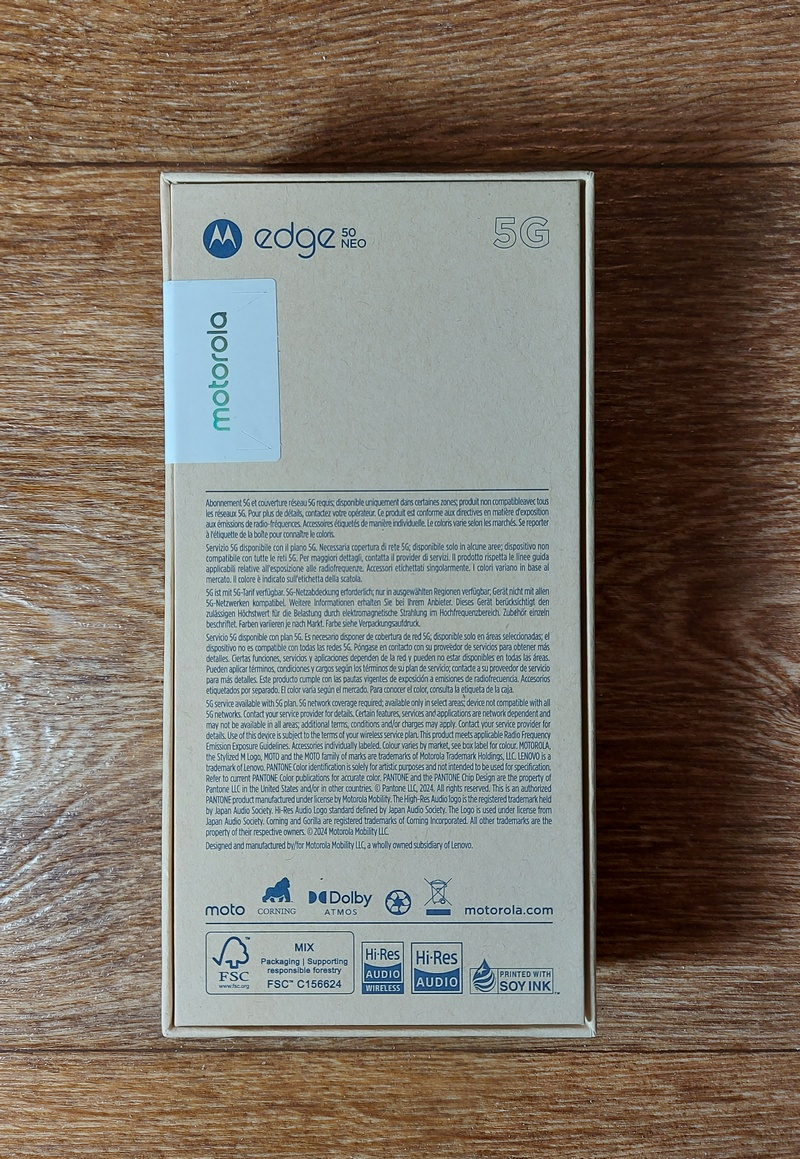 edge 50 NEO
5G
motorola
Abonnement 5G et couverture réseau 5G requis; disponible uniquement dans certaines zones; produit non compatibleavec tous
les réseaux 5G. Pour plus de détails, contactez votre opérateur. Ce produit est conforme aux directives en matière d'exposition
aux émissions de radio-fréquences. Accessoires étiquetés de manière individuelle. Le coloris varie selon les marchés. Se reporter
à l'étiquette de la boîte pour connaître le coloris.
Servizio 5G disponibile con il piano 5G. Necessaria copertura di rete 5G; disponibile solo in alcune aree; dispositivo non
compatibile con tutte le reti 5G. Per maggiori dettagli, contatta il provider di servizi. Il prodotto rispetta le linee guida
applicabili relative all'esposizione alle radiofrequenze. Accessori etichettati singolarmente. I colori variano in base al
mercato. Il colore è indicato sull'etichetta della scatola.
5G ist mit 5G-Tarif verfügbar. 5G-Netzabdeckung erforderlich; nur in ausgewählten Regionen verfügbar; Gerät nicht mit allen
5G-Netzwerken kompatibel. Weitere Informationen erhalten Sie bei Ihrem Anbieter. Dieses Gerät berücksichtigt den
zulässigen Höchstwert für die Belastung durch elektromagnetische Strahlung im Hochfrequenzbereich. Zubehör einzeln
beschriftet. Farben variieren je nach Markt. Farbe siehe Verpackungsaufdruck.
Servicio 5G disponible con plan 5G. Es necesario disponer de cobertura de red 5G; disponible solo en áreas seleccionadas; el
dispositivo no es compatible con todas las redes 5G. Póngase en contacto con su proveedor de servicios para obtener más
detalles. Ciertas funciones, servicios y aplicaciones dependen de la red y pueden no estar disponibles en todas las áreas.
Pueden aplicar términos, condiciones y cargos según los términos de su plan de servicio; contacte a su proveedor de servicio
para más detalles. Este producto cumple con las pautas vigentes de exposición a emisiones de radiofrecuencia. Accesorios
etiquetados por separado. El color varía según el mercado. Para conocer el color, consulta la etiqueta de la caja.
5G service available with 5G plan. 5G network coverage required; available only in select areas; device not compatible with all
5G networks. Contact your service provider for details. Certain features, services and applications are network dependent and
may not be available in all areas; additional terms, conditions and/or charges may apply. Contact your service provider for
details. Use of this device is subject to the terms of your wireless service plan. This product meets applicable Radio Frequency
Emission Exposure Guidelines. Accessories individually labeled. Colour varies by market, see box label for colour. MOTOROLA,
the Stylized M Logo, MOTO and the MOTO family of marks are trademarks of Motorola Trademark Holdings, LLC. LENOVO is a
trademark of Lenovo. PANTONE Color identification is solely for artistic purposes and not intended to be used for specification.
Refer to current PANTONE Color publications for accurate color. PANTONE and the PANTONE Chip Design are the property of
Pantone LLC in the United States and/or in other countries. © Pantone LLC, 2024. All rights reserved. This is an authorized
PANTONE product manufactured under license by Motorola Mobility. The High-Res Audio logo is the registered trademark held
by Japan Audio Society. Hi-Res Audio Logo standard defined by Japan Audio Society. The Logo is used under license from
Japan Audio Society. Corning and Gorilla are registered trademarks of Corning Incorporated. All other trademarks are the
property of their respective owners. © 2024 Motorola Mobility LLC.
Designed and manufactured by/for Motorola Mobility LLC, a wholly owned subsidiary of Lenovo.
moto
CORNING
Dolby
ATMOS
motorola.com
FSC™
www.fsc.org
MIX
Packaging | Supporting
responsible forestry
FSC™ C156624
Hi-Res
AUDIO
WIRELESS
Hi-Res
AUDIO
PRINTED WITH
SOY INK™